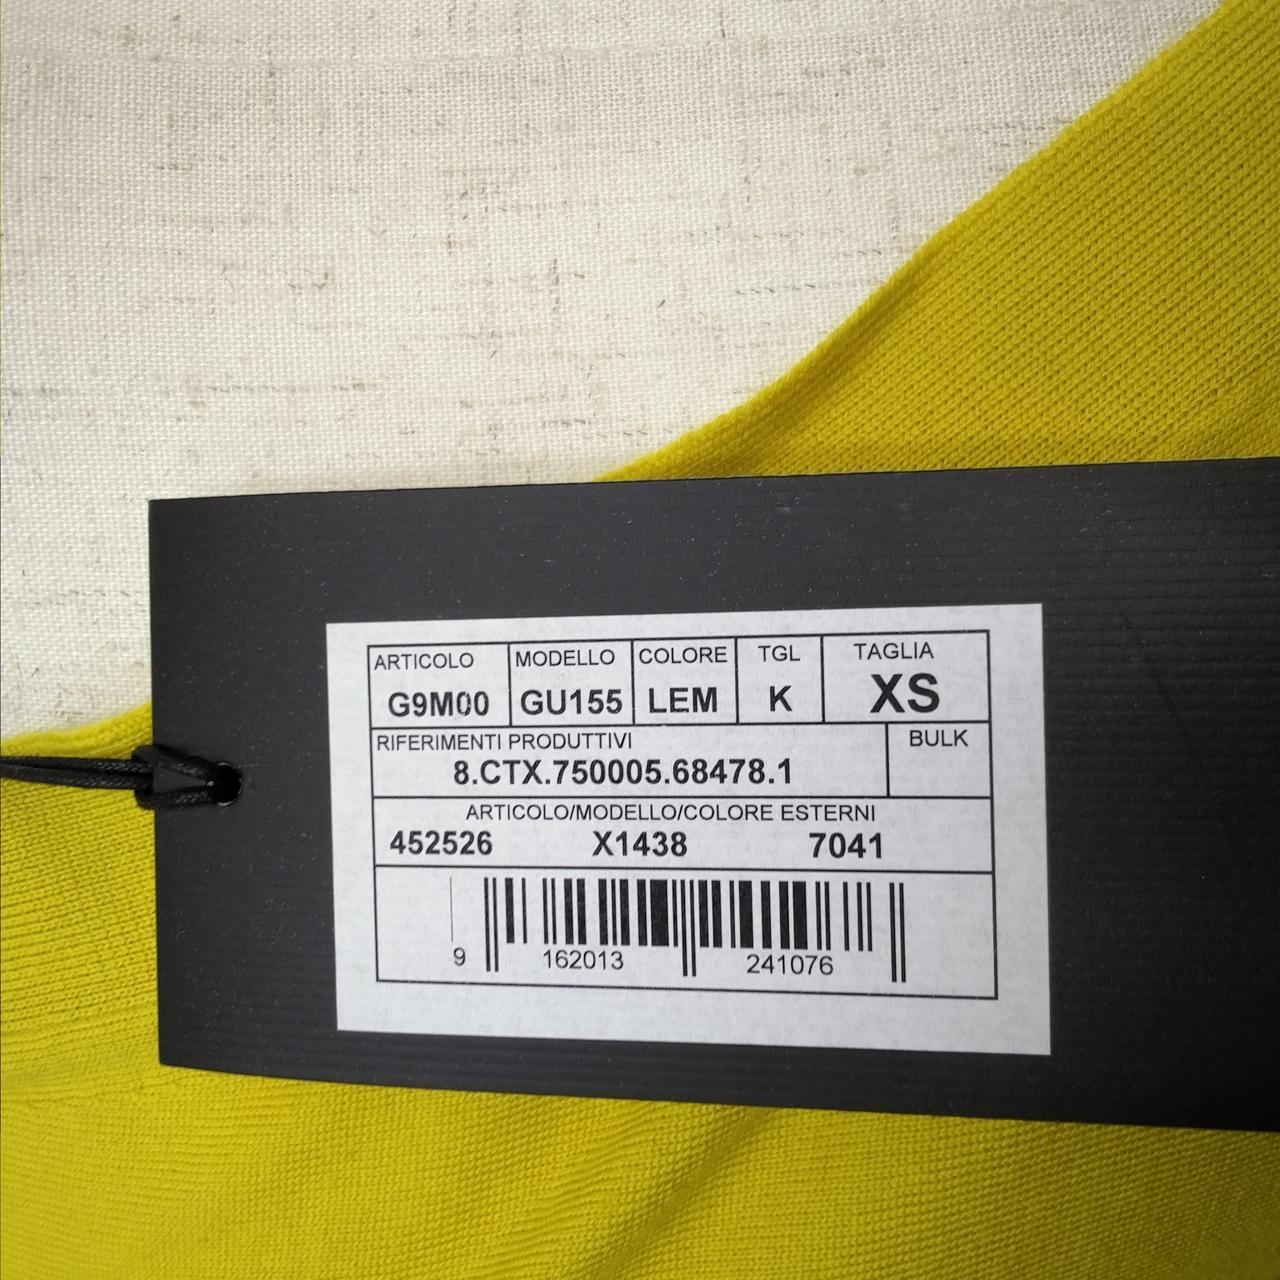 ARTICOLO MODELLO COLORE TGL TAGLIA
G9M00 GU155 LEM K XS
RIFERIMENTI PRODUTTIVI BULK
8.CTX.750005.68478.1
ARTICOLO/MODELLO/COLORE ESTERNI
452526 X1438 7041
9 162013 241076